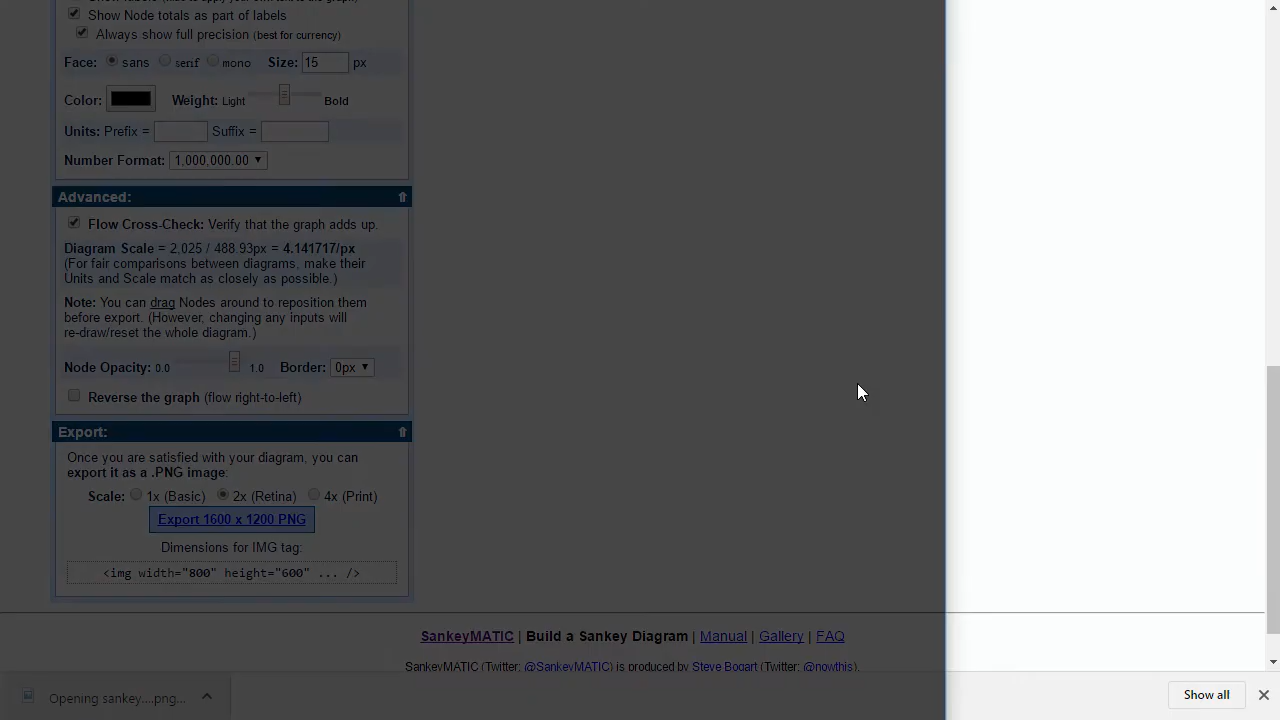 Show Node totals as part of labels
Always show full precision (best for currency)
Face: sans serif mono Size: 15 px
Color: Weight: Light Bold
Units: Prefix = Suffix =
Number Format: 1,000,000.00 ▼
Advanced: ⇧
Flow Cross-Check: Verify that the graph adds up.
Diagram Scale = 2,025 / 488.93px = 4.141717/px
(For fair comparisons between diagrams, make their
Units and Scale match as closely as possible.)
Note: You can drag Nodes around to reposition them
before export. (However, changing any inputs will
re-draw/reset the whole diagram.)
Node Opacity: 0.0 1.0 Border: 0px ▼
Reverse the graph (flow right-to-left)
Export: ⇧
Once you are satisfied with your diagram, you can
export it as a .PNG image:
Scale: 1x (Basic) 2x (Retina) 4x (Print)
Export 1600 x 1200 PNG
Dimensions for IMG tag:
<img width="800" height="600" ... />
SankeyMATIC | Build a Sankey Diagram | Manual | Gallery | FAQ
SankeyMATIC (Twitter: @SankeyMATIC) is produced by Steve Bogart (Twitter: @nowthis).
Opening sankey....png...
Show all